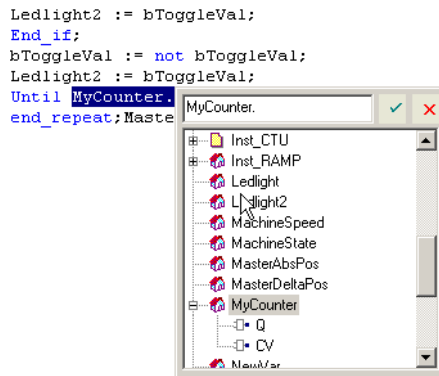 Ledlight2 := bToggleVal;
End_if;
bToggleVal := not bToggleVal;
Ledlight2 := bToggleVal;
Until MyCounter.
end_repeat;Maste
MyCounter.
Inst_CTU
Inst_RAMP
Ledlight
Ledlight2
MachineSpeed
MachineState
MasterAbsPos
MasterDeltaPos
MyCounter
Q
CV
NewVar